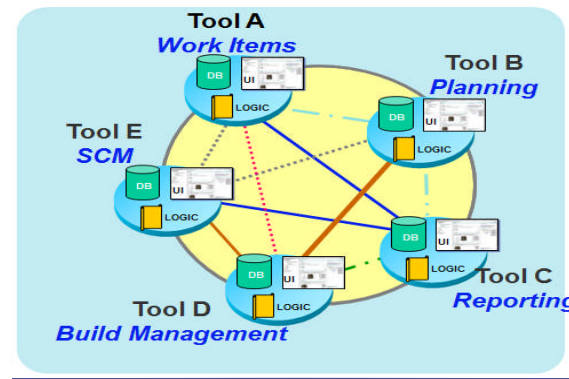 Tool A
Work Items
DB
UI
LOGIC
Tool B
Planning
DB
UI
LOGIC
Tool E
SCM
DB
UI
LOGIC
DB
UI
LOGIC
Tool C
Reporting
DB
UI
LOGIC
Tool D
Build Management